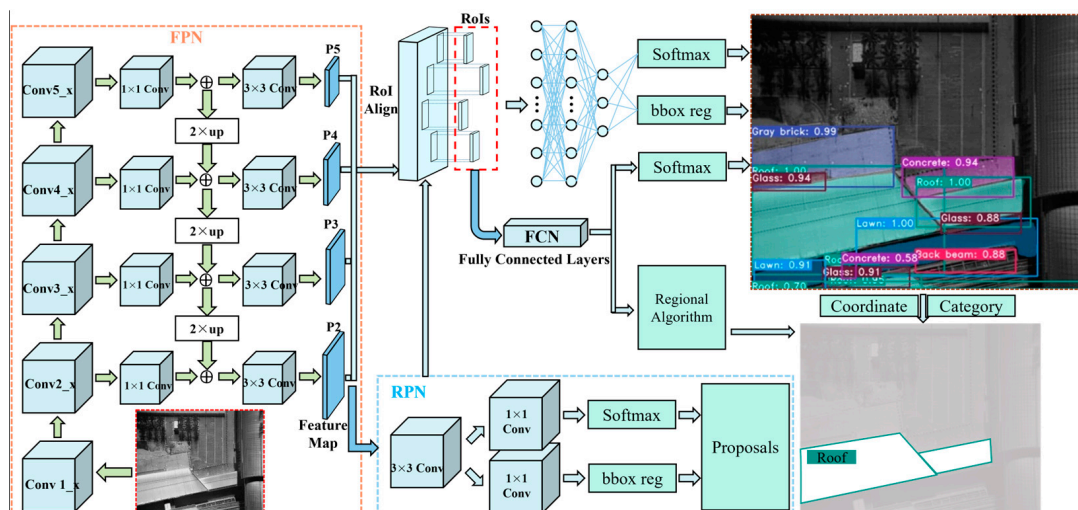 FPN
Conv5_x
1×1 Conv
3×3 Conv
P5
2×up
Conv4_x
1×1 Conv
3×3 Conv
P4
2×up
Conv3_x
1×1 Conv
3×3 Conv
P3
2×up
Conv2_x
1×1 Conv
3×3 Conv
P2
Feature
Map
Conv 1_x
RoI
Align
RoIs
FCN
Fully Connected Layers
Softmax
bbox reg
Softmax
Regional
Algorithm
RPN
3×3 Conv
1×1
Conv
1×1
Conv
Softmax
bbox reg
Proposals
Gray brick: 0.99
Concrete: 0.94
Roof: 1.00
Glass: 0.94
Roof: 1.00
Glass: 0.88
Lawn: 1.00
Concrete: 0.58
Back beam: 0.88
Lawn: 0.91
Glass: 0.91
Coordinate
Category
Roof